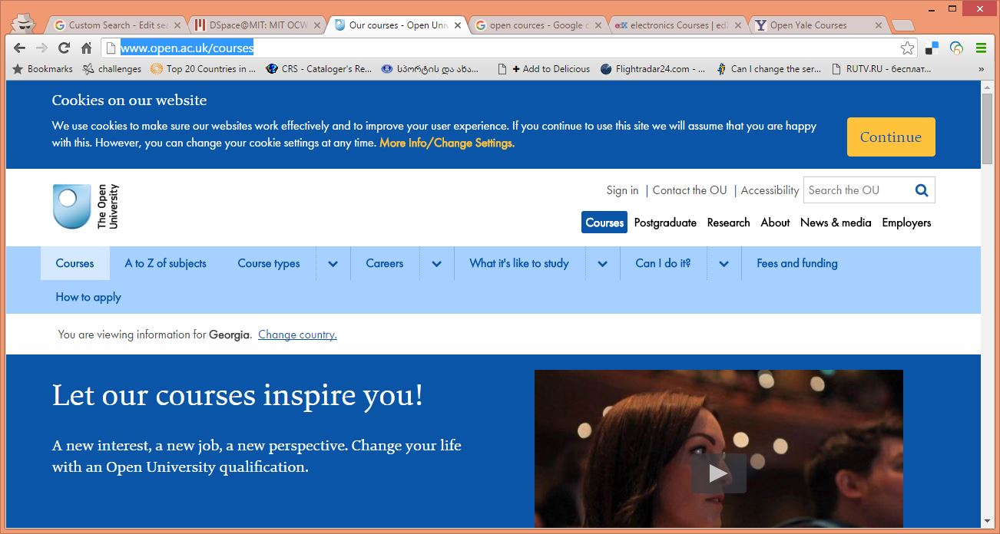 Custom Search - Edit sea
DSpace@MIT: MIT OCW
Our courses - Open Univ
open cources - Google c
edX electronics Courses | ed
Y Open Yale Courses
www.open.ac.uk/courses
Bookmarks
challenges
Top 20 Countries in ...
CRS - Cataloger's Re...
სპორტის და ახა...
+ Add to Delicious
Flightradar24.com - ...
Can I change the ser...
RUTV.RU - бесплат...
»
Cookies on our website
We use cookies to make sure our websites work effectively and to improve your user experience. If you continue to use this site we will assume that you are happy
with this. However, you can change your cookie settings at any time. More Info/Change Settings.
Continue
The Open
University
Sign in | Contact the OU | Accessibility
Search the OU
Courses Postgraduate Research About News & media Employers
Courses A to Z of subjects Course types Careers What it's like to study Can I do it? Fees and funding
How to apply
You are viewing information for Georgia. Change country.
Let our courses inspire you!
A new interest, a new job, a new perspective. Change your life
with an Open University qualification.